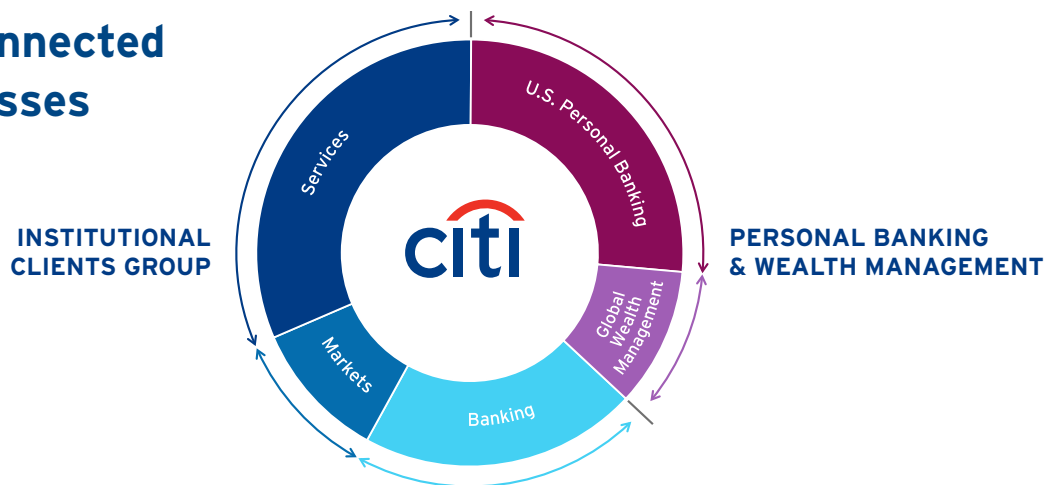 nnected
sses
Services
U.S. Personal Banking
citi
INSTITUTIONAL
CLIENTS GROUP
PERSONAL BANKING
& WEALTH MANAGEMENT
Global
Wealth
Management
Markets
Banking